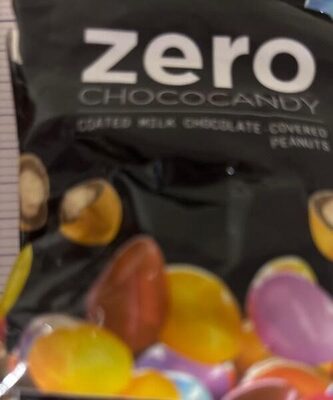 zero
CHOCOCANDY
COATED MILK CHOCOLATE COVERED
PEANUTS